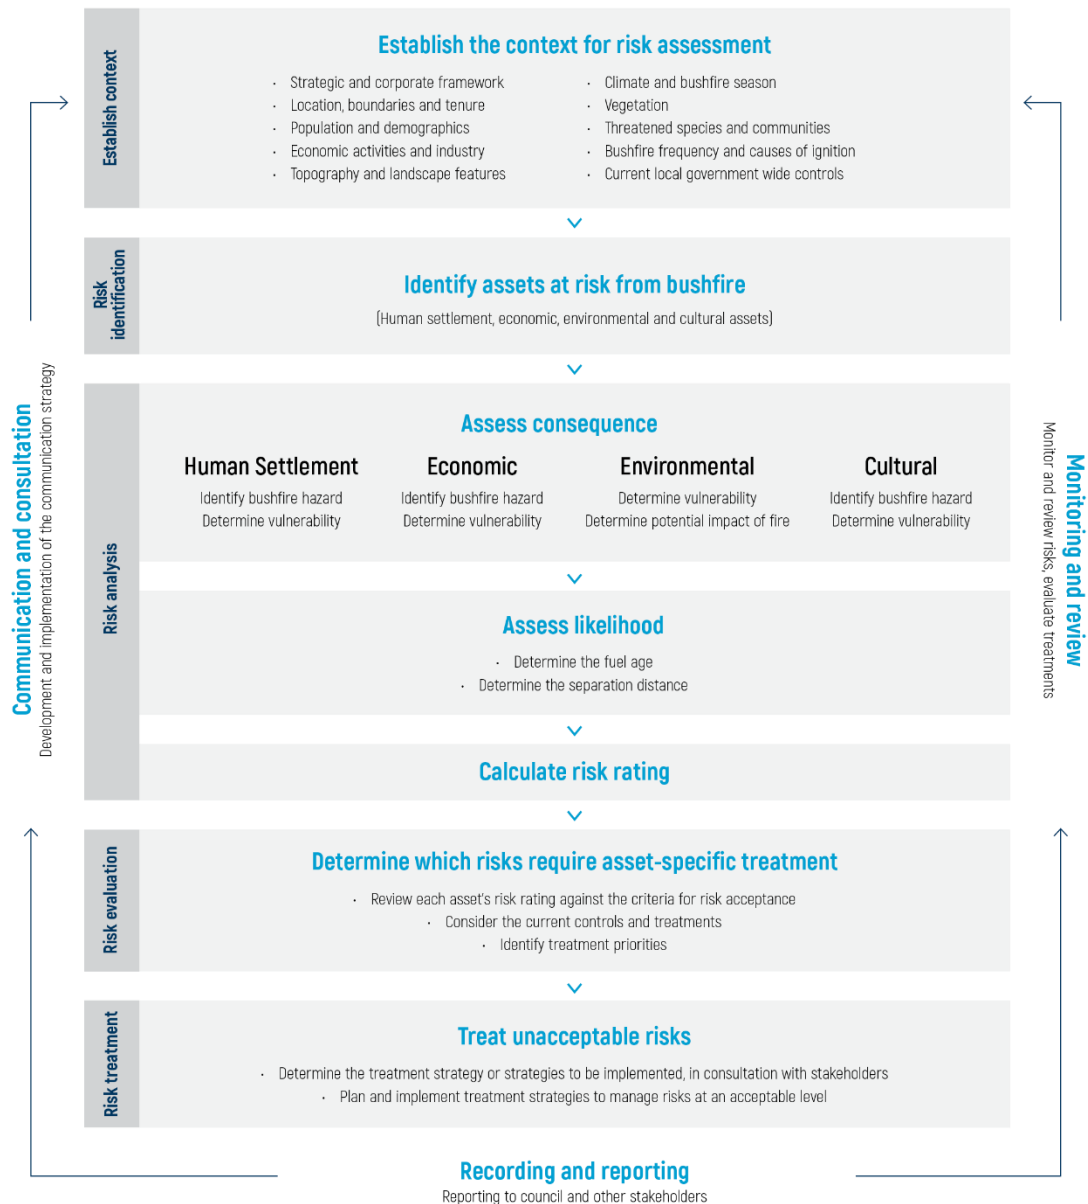 Establish context
Establish the context for risk assessment
· Strategic and corporate framework
· Location, boundaries and tenure
· Population and demographics
· Economic activities and industry
· Topography and landscape features
· Climate and bushfire season
· Vegetation
· Threatened species and communities
· Bushfire frequency and causes of ignition
· Current local government wide controls
Risk
identification
Identify assets at risk from bushfire
(Human settlement, economic, environmental and cultural assets)
Risk analysis
Assess consequence
Human Settlement
Identify bushfire hazard
Determine vulnerability
Economic
Identify bushfire hazard
Determine vulnerability
Environmental
Determine vulnerability
Determine potential impact of fire
Cultural
Identify bushfire hazard
Determine vulnerability
Assess likelihood
· Determine the fuel age
· Determine the separation distance
Calculate risk rating
Risk evaluation
Determine which risks require asset-specific treatment
· Review each asset's risk rating against the criteria for risk acceptance
· Consider the current controls and treatments
· Identify treatment priorities
Risk treatment
Treat unacceptable risks
· Determine the treatment strategy or strategies to be implemented, in consultation with stakeholders
· Plan and implement treatment strategies to manage risks at an acceptable level
Communication and consultation
Development and implementation of the communication strategy
Monitoring and review
Monitor and review risks, evaluate treatments
Recording and reporting
Reporting to council and other stakeholders